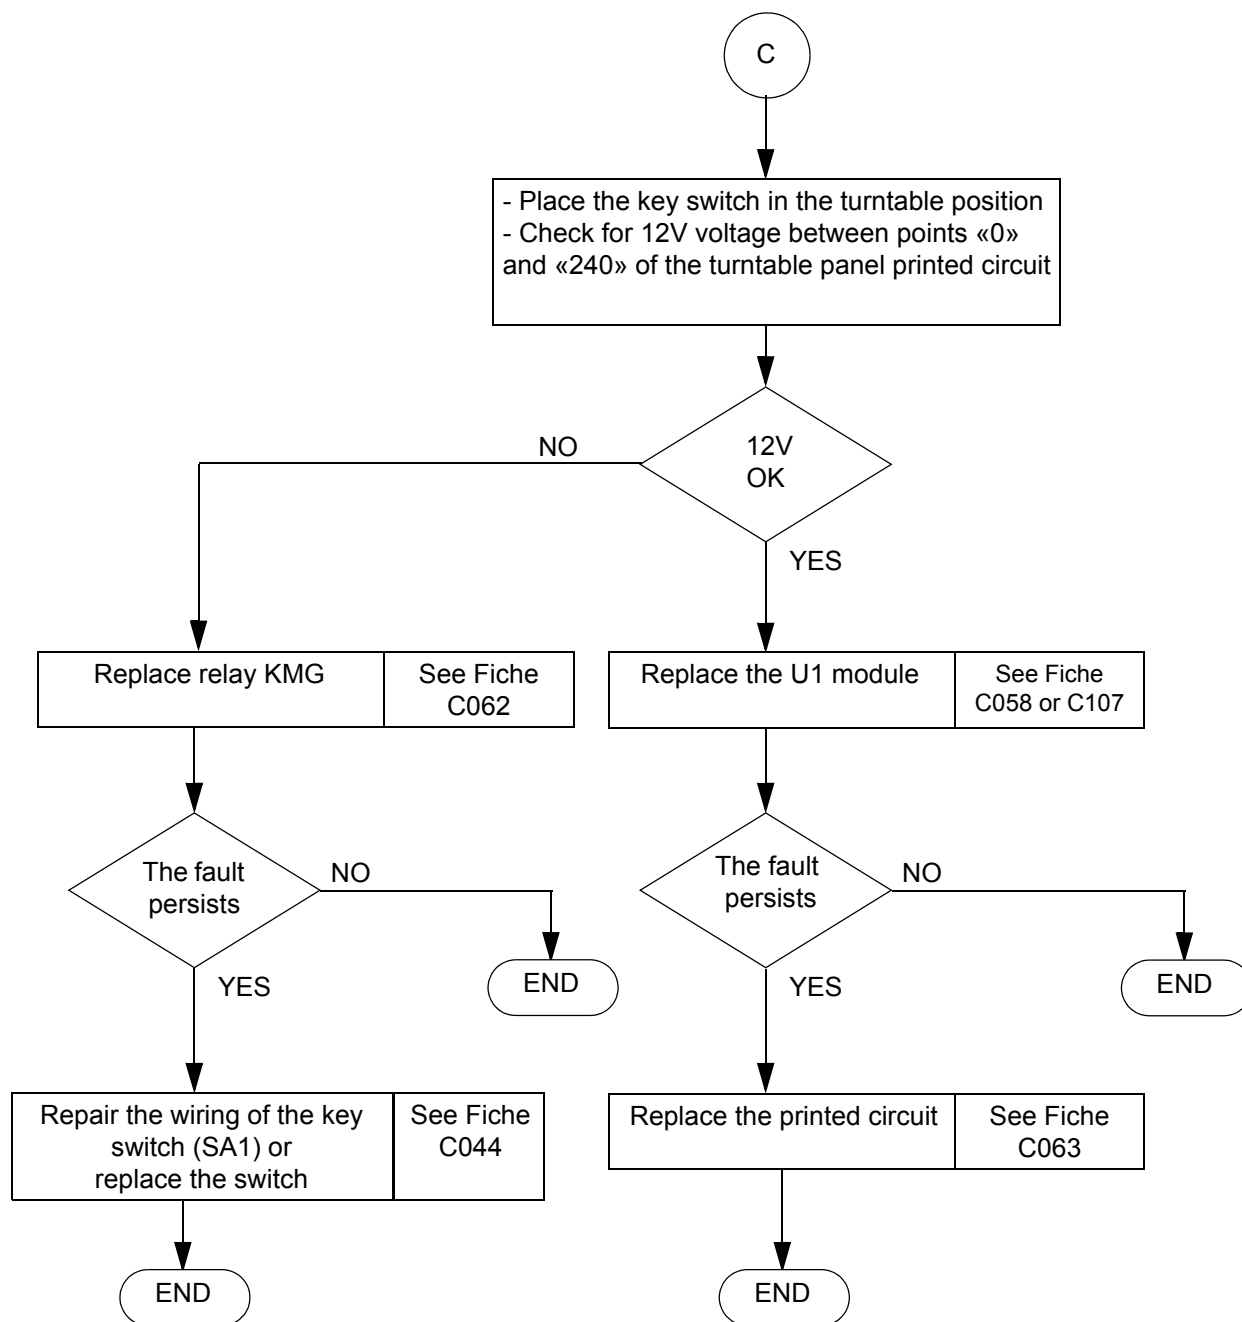 C
- Place the key switch in the turntable position
- Check for 12V voltage between points «0»
and «240» of the turntable panel printed circuit
12V
OK
NO
YES
Replace relay KMG
See Fiche
C062
Replace the U1 module
See Fiche
C058 or C107
The fault
persists
NO
YES
END
The fault
persists
NO
YES
END
Repair the wiring of the key
switch (SA1) or
replace the switch
See Fiche
C044
Replace the printed circuit
See Fiche
C063
END
END